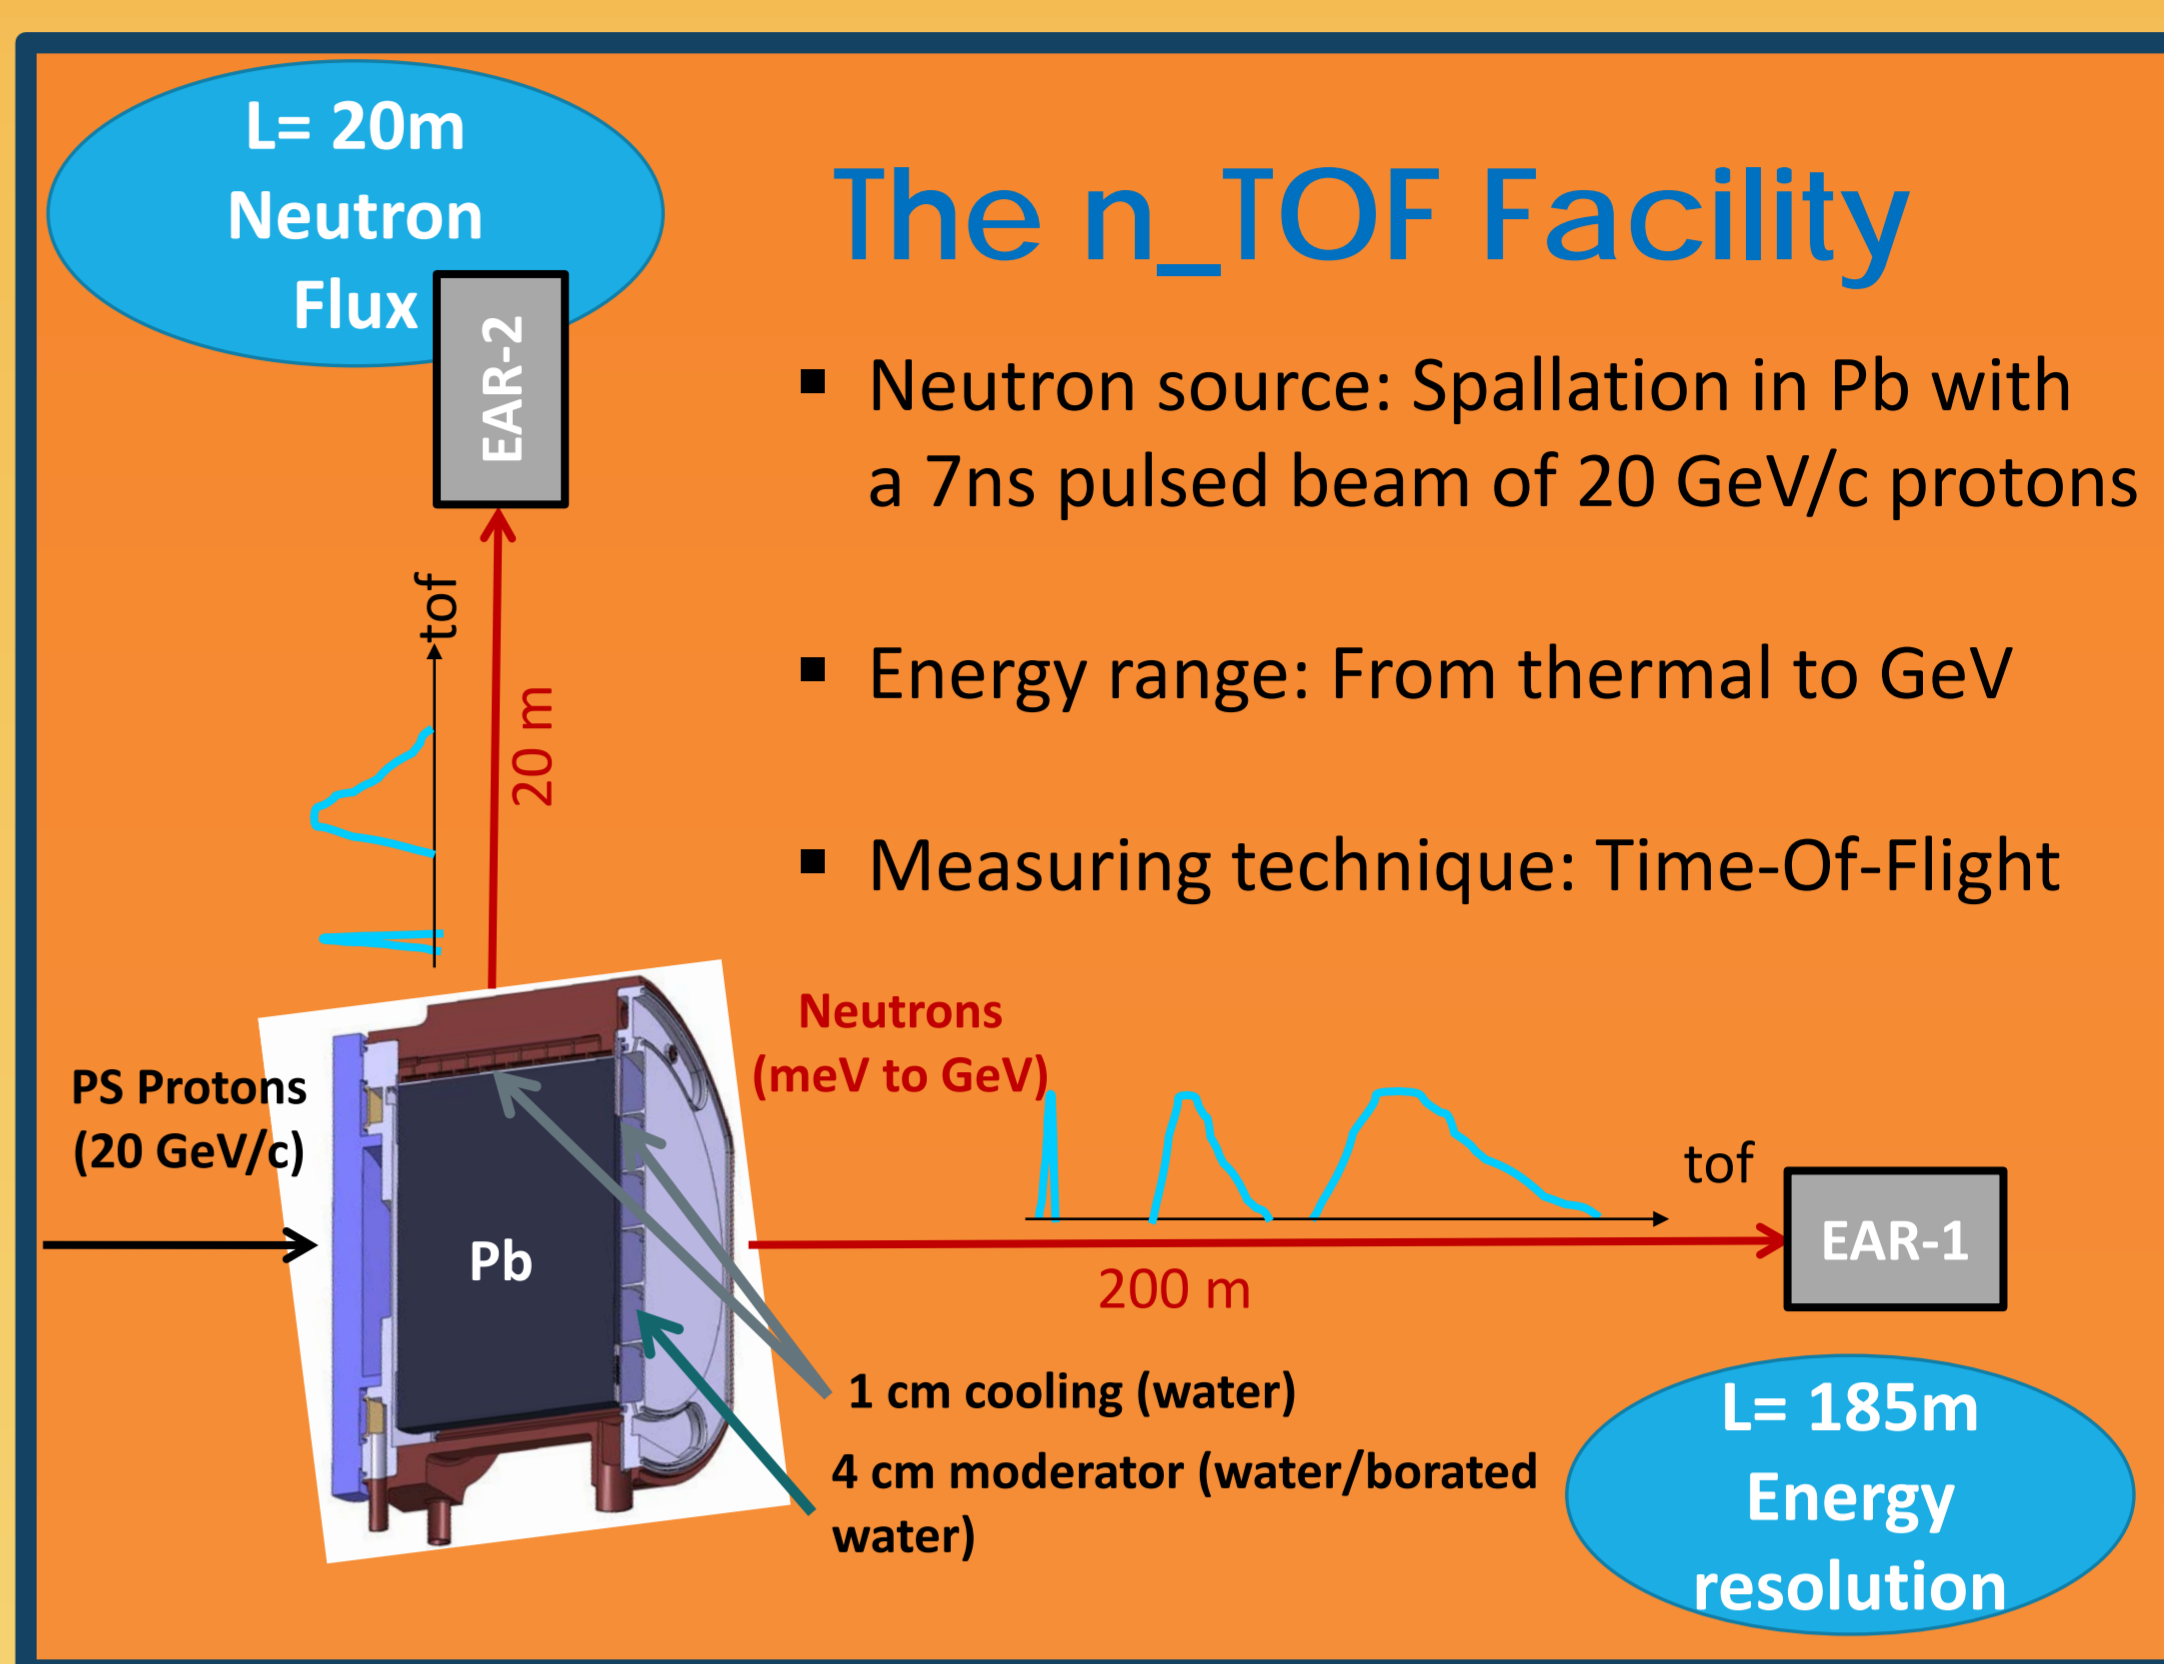 L= 20m
Neutron
Flux
EAR-2
The n_TOF Facility
▪ Neutron source: Spallation in Pb with
a 7ns pulsed beam of 20 GeV/c protons
▪ Energy range: From thermal to GeV
▪ Measuring technique: Time-Of-Flight
tof
20 m
PS Protons
(20 GeV/c)
Pb
Neutrons
(meV to GeV)
tof
EAR-1
200 m
1 cm cooling (water)
4 cm moderator (water/borated
water)
L= 185m
Energy
resolution